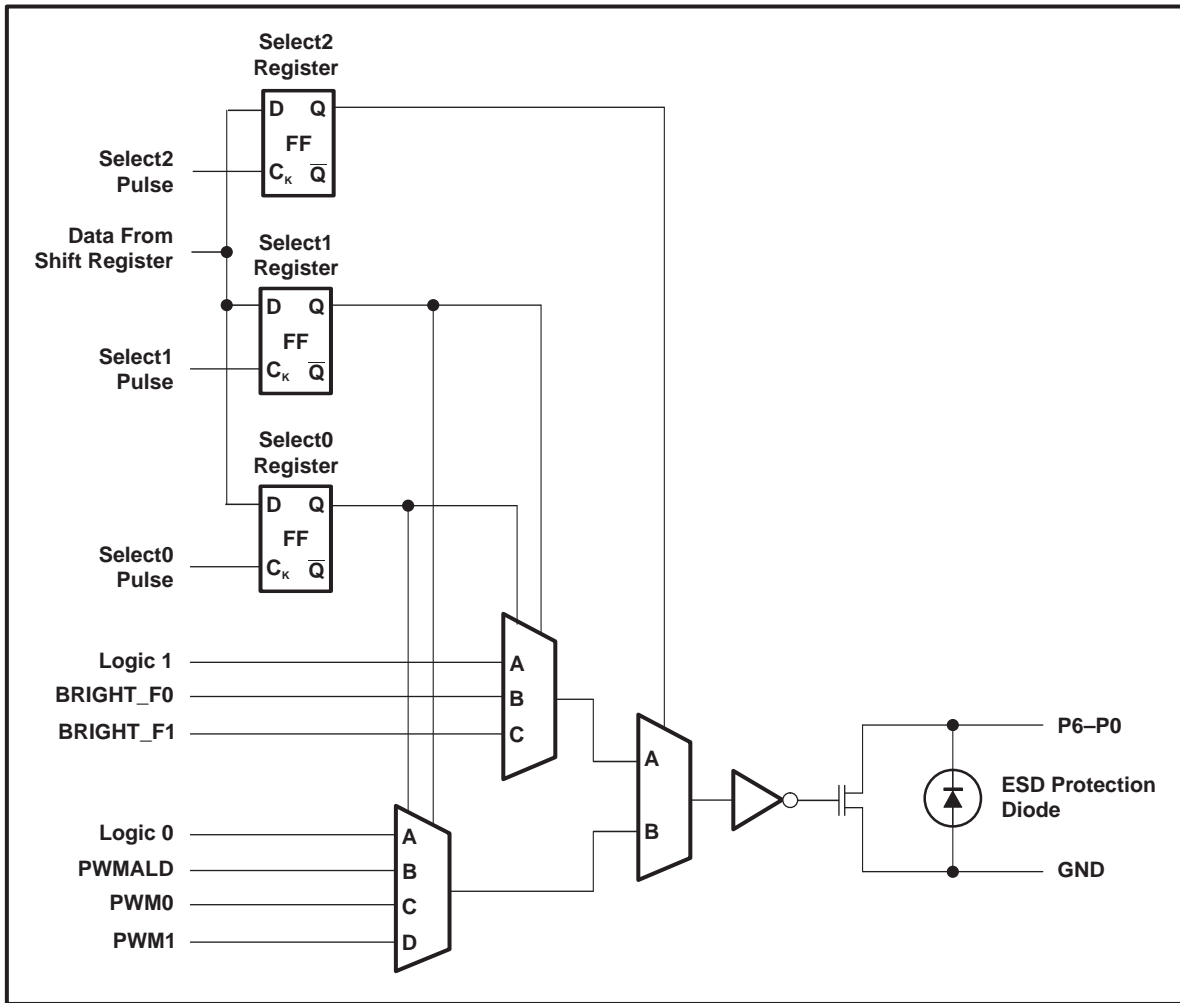 Select2
Register
D Q
FF
CK Q
Select2
Pulse
Data From
Shift Register
Select1
Register
D Q
FF
CK Q
Select1
Pulse
Select0
Register
D Q
FF
CK Q
Select0
Pulse
Logic 1
BRIGHT_F0
BRIGHT_F1
A
B
C
Logic 0
PWMALD
PWM0
PWM1
A
B
C
D
A
B
P6–P0
ESD Protection
Diode
GND